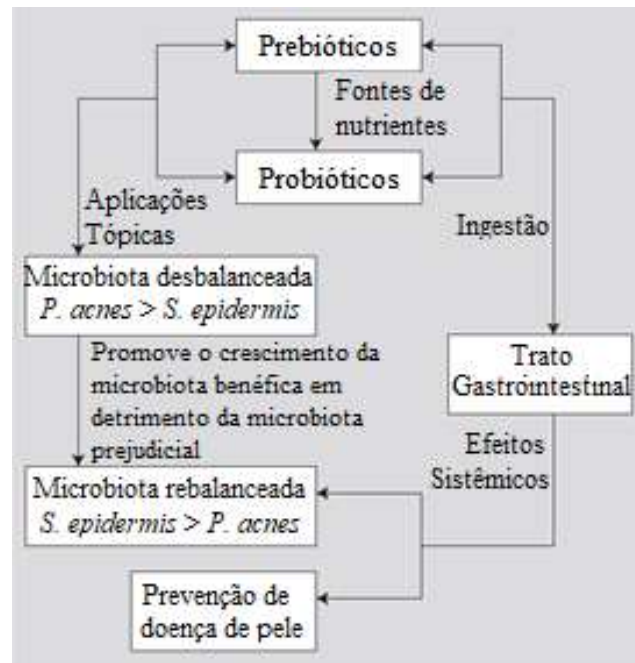 Prebióticos
Fontes de
nutrientes
Probióticos
Aplicações
Tópicas
Ingestão
Microbiota desbalanceada
P. acnes > S. epidermis
Promove o crescimento da
microbiota benéfica em
detrimento da microbiota
prejudicial
Trato
Gastrointestinal
Efeitos
Sistêmicos
Microbiota rebalanceada
S. epidermis > P. acnes
Prevenção de
doença de pele